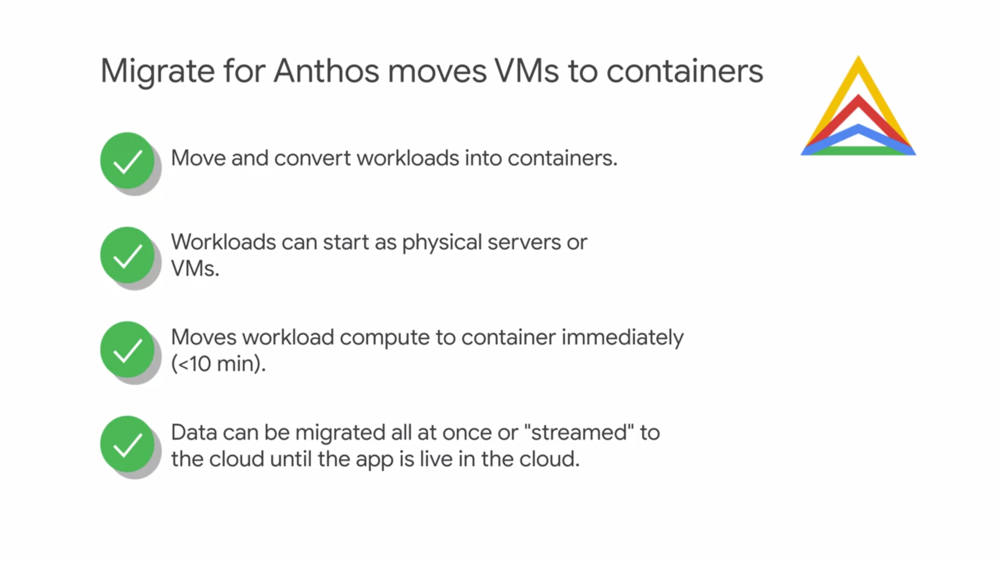 Migrate for Anthos moves VMs to containers
Move and convert workloads into containers.
Workloads can start as physical servers or
VMs.
Moves workload compute to container immediately
(<10 min).
Data can be migrated all at once or "streamed" to
the cloud until the app is live in the cloud.